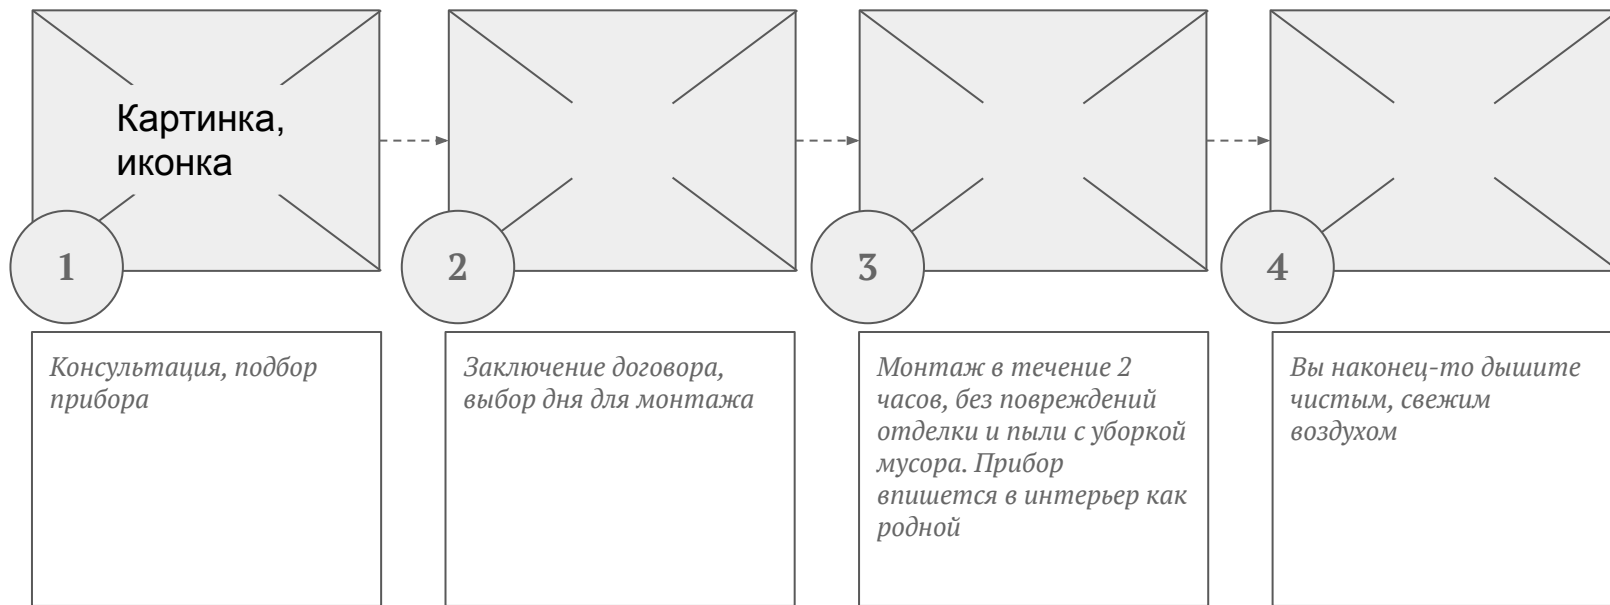 Картинка,
иконка
1
2
3
4
Консультация, подбор
прибора
Заключение договора,
выбор дня для монтажа
Монтаж в течение 2
часов, без повреждений
отделки и пыли с уборкой
мусора. Прибор
впишется в интерьер как
родной
Вы наконец-то дышите
чистым, свежим
воздухом